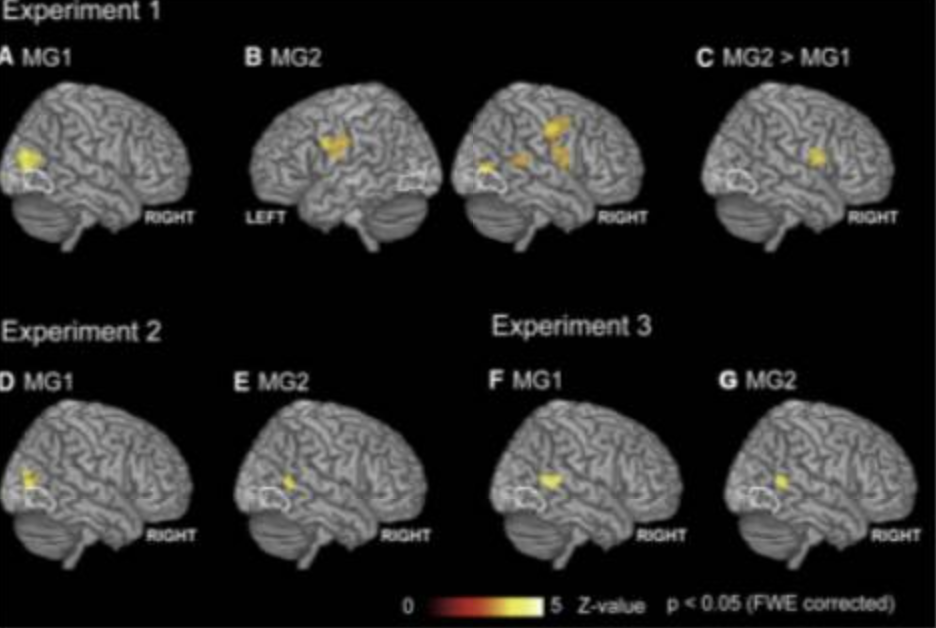 Experiment 1
A MG1
B MG2
C MG2 > MG1
RIGHT
LEFT
RIGHT
RIGHT
Experiment 2
Experiment 3
D MG1
E MG2
F MG1
G MG2
RIGHT
RIGHT
RIGHT
RIGHT
0
5 Z-value p < 0.05 (FWE corrected)